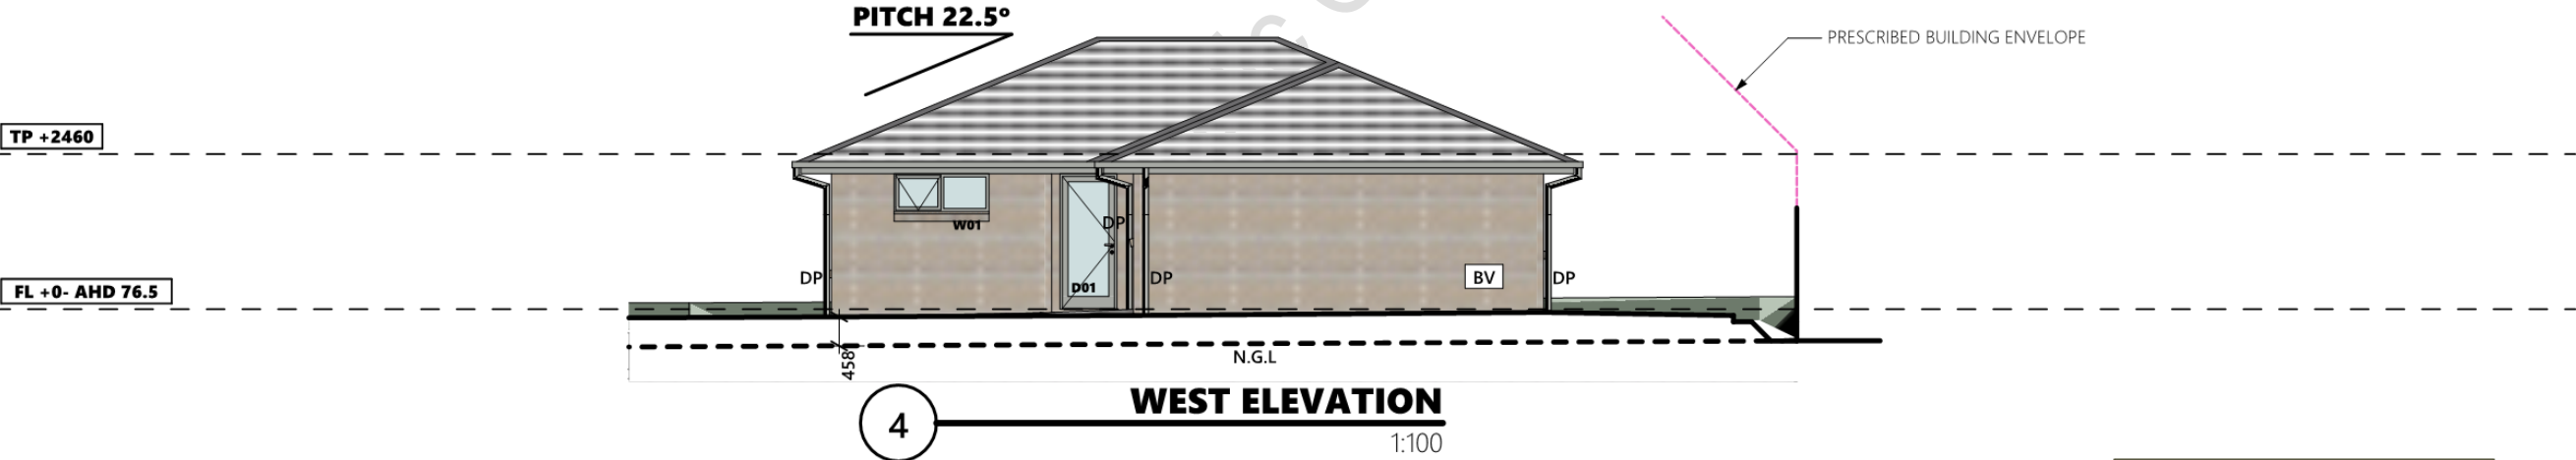 PITCH 22.5º
PRESCRIBED BUILDING ENVELOPE
TP +2460
W01
DP
DP
DP
BV
DP
D01
FL +0- AHD 76.5
458
N.G.L
4
WEST ELEVATION
1:100